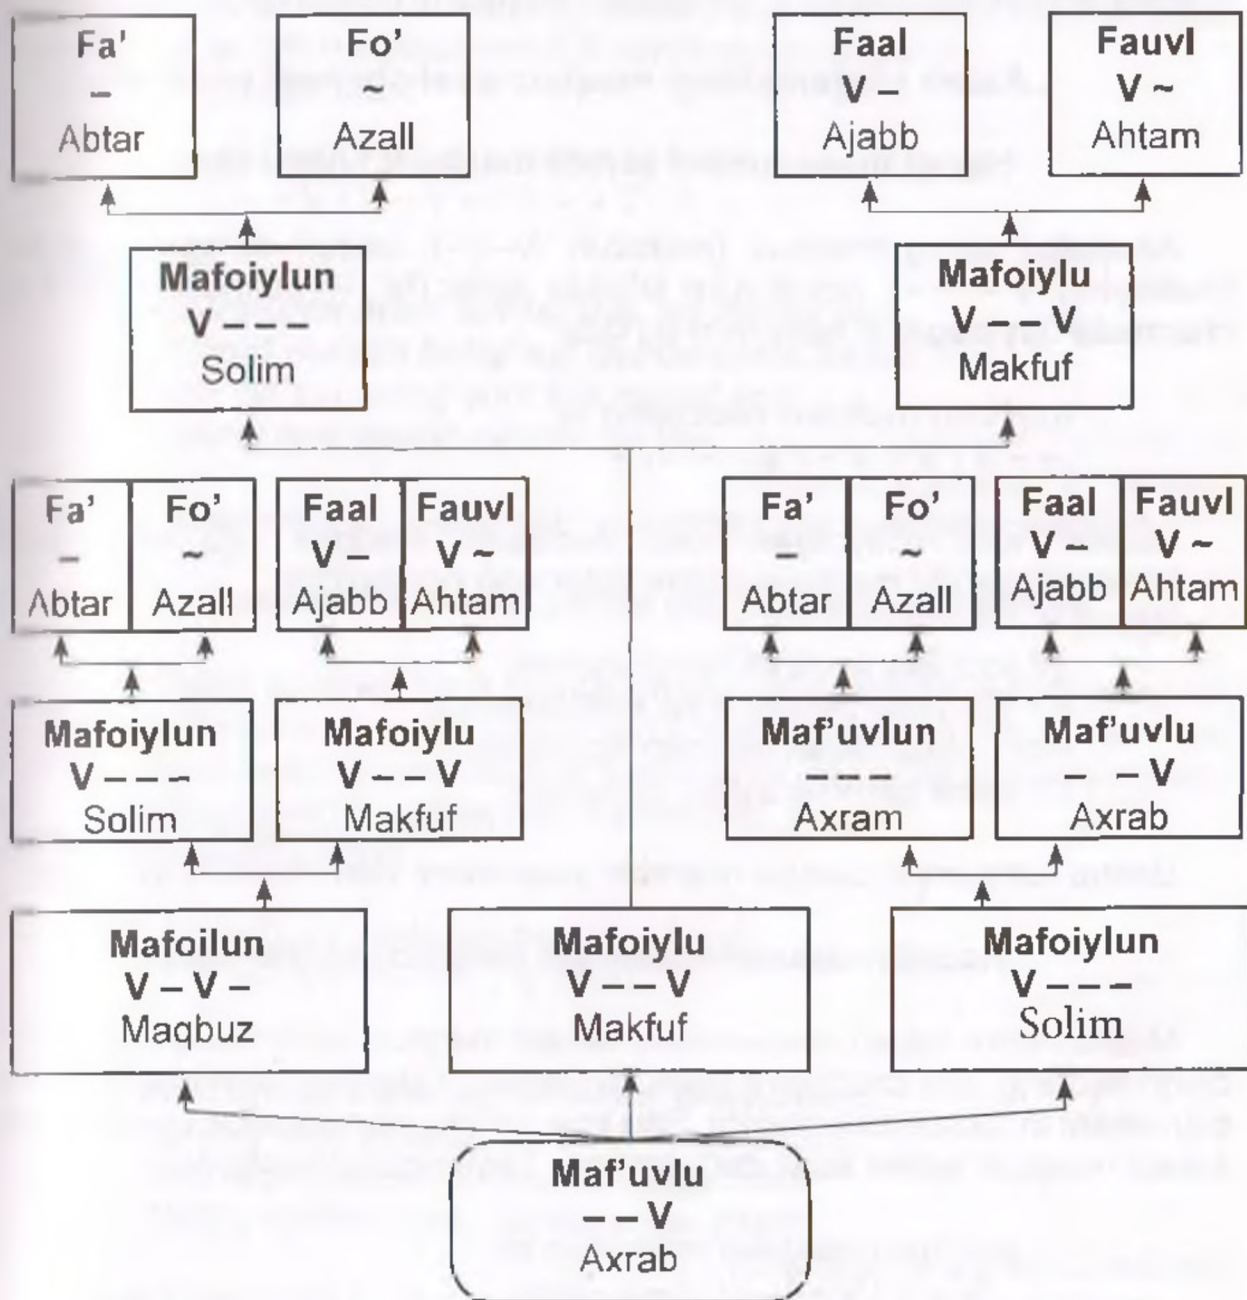 Fa'
–
Abtar
Fo'
~
Azall
Faal
V –
Ajabb
Fauvl
V ~
Ahtam
Mafoiylun
V – – –
Solim
Mafoiylu
V – – V
Makfuf
Fa'
–
Abtar
Fo'
~
Azall
Faal
V –
Ajabb
Fauvl
V ~
Ahtam
Fa'
–
Abtar
Fo'
~
Azall
Faal
V –
Ajabb
Fauvl
V ~
Ahtam
Mafoiylun
V – – –
Solim
Mafoiylu
V – – V
Makfuf
Maf'uvlun
– – –
Axram
Maf'uvlu
– – V
Axrab
Mafoilun
V – V –
Maqbuz
Mafoiylu
V – – V
Makfuf
Mafoiylun
V – – –
Solim
Maf'uvlu
– – V
Axrab